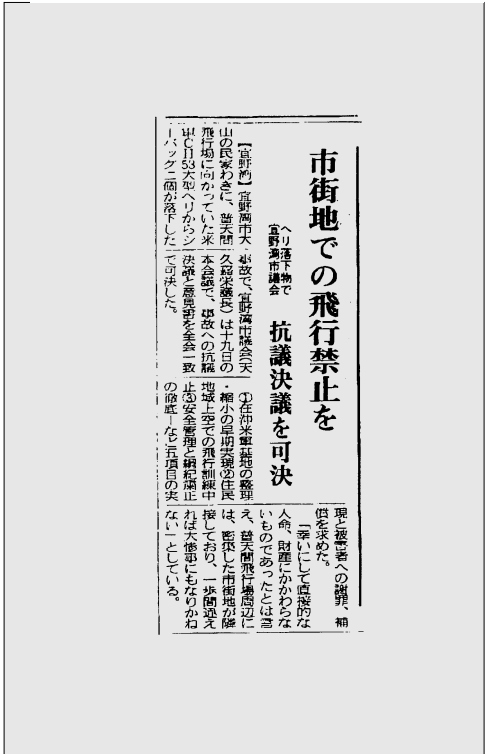 市街地での飛行禁止を
ヘリ落下物で
宜野湾市議会
抗議決議を可決
【宜野湾】宜野湾市大
山の民家わきに、普天間
飛行場に向かっていた米
軍CH53大型ヘリからシ
ーバッグ二個が落下した
事故で、宜野湾市議会(天
久嘉栄議長)は十九日の
本会議で、事故への抗議
決議と意見書を全会一致
で可決した。
①在沖米軍基地の整理
・縮小の早期実現②住民
地域上空での飛行訓練中
止③安全管理と綱紀粛正
の徹底―など五項目の実
現と被害者への謝罪、補
償を求めた。
「幸いにして直接的な
人命、財産にかかわらな
いものであったとは言
え、普天間飛行場周辺に
は、密集した市街地が隣
接しており、一歩間違え
れば大惨事にもなりかね
ない」としている。